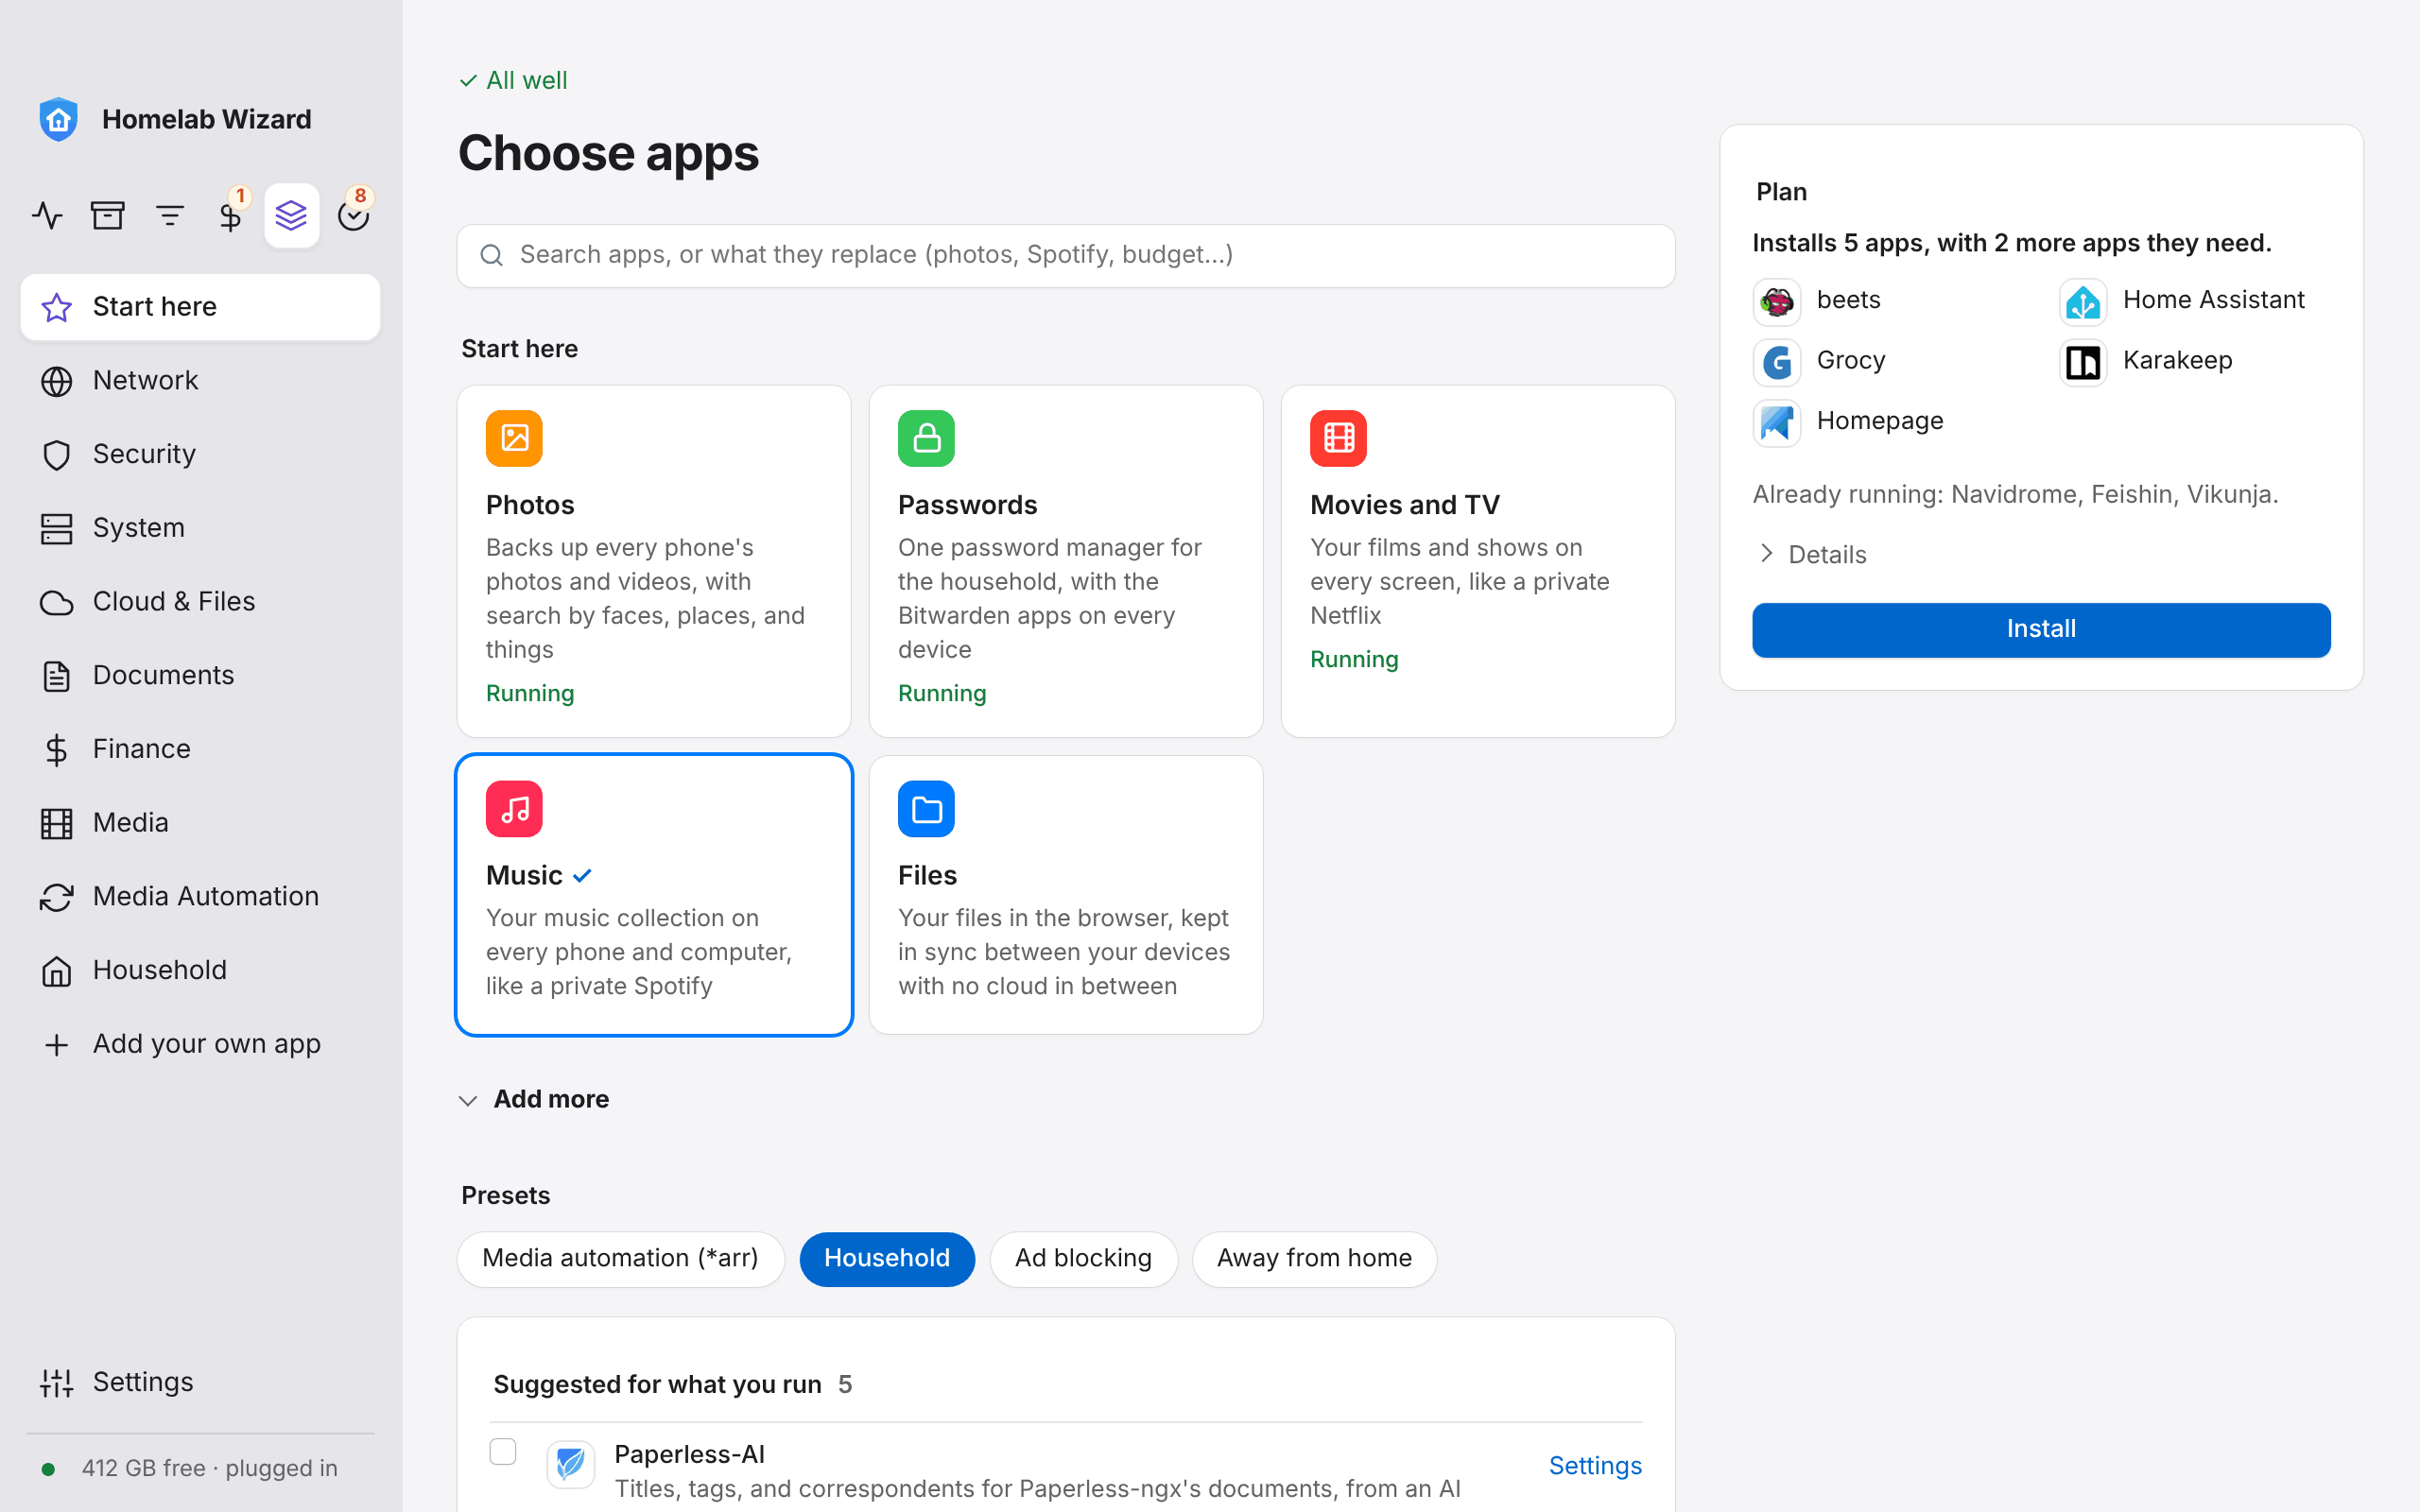 Homelab Wizard
1
8
Start here
Network
Security
System
Cloud & Files
Documents
Finance
Media
Media Automation
Household
Add your own app
Settings
412 GB free · plugged in
All well
Choose apps
Search apps, or what they replace (photos, Spotify, budget...)
Start here
Photos
Backs up every phone's
photos and videos, with
search by faces, places, and
things
Running
Passwords
One password manager for
the household, with the
Bitwarden apps on every
device
Running
Movies and TV
Your films and shows on
every screen, like a private
Netflix
Running
Music
Your music collection on
every phone and computer,
like a private Spotify
Files
Your files in the browser, kept
in sync between your devices
with no cloud in between
Add more
Presets
Media automation (*arr)
Household
Ad blocking
Away from home
Suggested for what you run 5
Paperless-AI
Titles, tags, and correspondents for Paperless-ngx's documents, from an AI
Settings
Plan
Installs 5 apps, with 2 more apps they need.
beets
Home Assistant
Grocy
Karakeep
Homepage
Already running: Navidrome, Feishin, Vikunja.
Details
Install